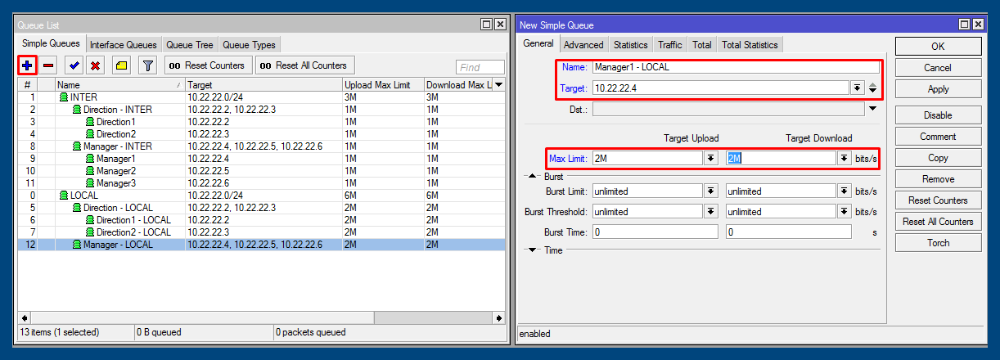 Queue List
Simple Queues Interface Queues Queue Tree Queue Types
00 Reset Counters 00 Reset All Counters Find
# Name Target Upload Max Limit Download Max L
1 INTER 10.22.22.0/24 3M 3M
2 Direction - INTER 10.22.22.2, 10.22.22.3 1M 1M
3 Direction1 10.22.22.2 1M 1M
4 Direction2 10.22.22.3 1M 1M
8 Manager - INTER 10.22.22.4, 10.22.22.5, 10.22.22.6 1M 1M
9 Manager1 10.22.22.4 1M 1M
10 Manager2 10.22.22.5 1M 1M
11 Manager3 10.22.22.6 1M 1M
0 LOCAL 10.22.22.0/24 6M 6M
5 Direction - LOCAL 10.22.22.2, 10.22.22.3 2M 2M
6 Direction1 - LOCAL 10.22.22.2 2M 2M
7 Direction2 - LOCAL 10.22.22.3 2M 2M
12 Manager - LOCAL 10.22.22.4, 10.22.22.5, 10.22.22.6 2M 2M
13 items (1 selected) 0 B queued 0 packets queued
New Simple Queue
General Advanced Statistics Traffic Total Total Statistics
Name: Manager1 - LOCAL
Target: 10.22.22.4
Dst.:
Target Upload Target Download
Max Limit: 2M 2M bits/s
Burst
Burst Limit: unlimited unlimited bits/s
Burst Threshold: unlimited unlimited bits/s
Burst Time: 0 0 s
Time
OK
Cancel
Apply
Disable
Comment
Copy
Remove
Reset Counters
Reset All Counters
Torch
enabled